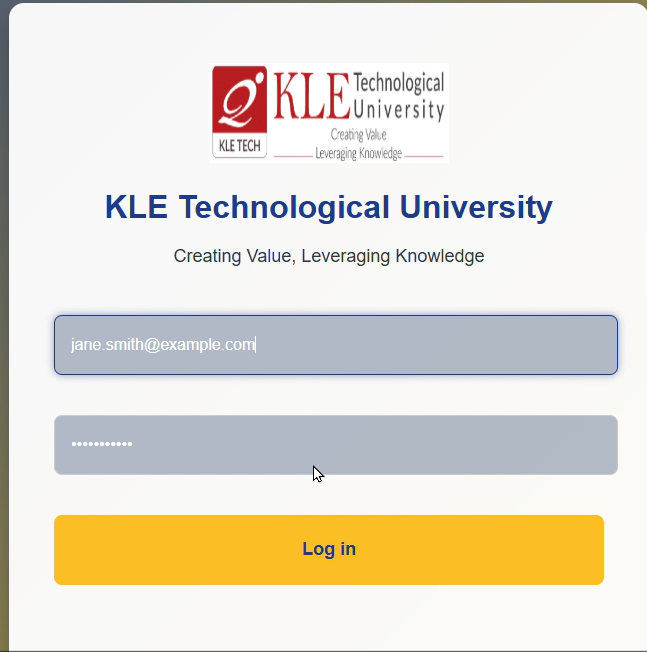 KLE Technological
University
KLE TECH
Creating Value
Leveraging Knowledge
KLE Technological University
Creating Value, Leveraging Knowledge
jane.smith@example.com
•••••••••••
Log in